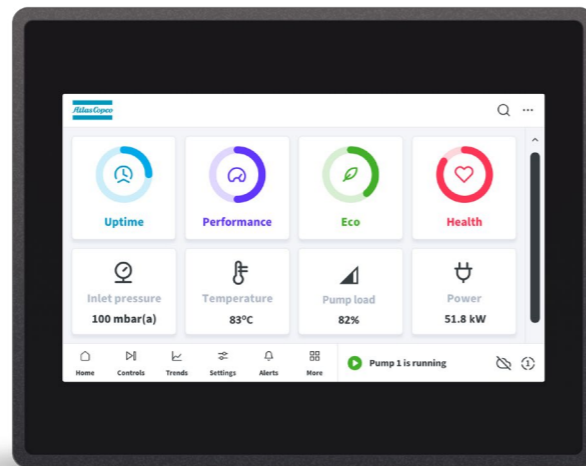 Atlas Copco
Uptime
Performance
Eco
Health
Inlet pressure
100 mbar(a)
Temperature
83°C
Pump load
82%
Power
51.8 kW
Home
Controls
Trends
Settings
Alerts
More
Pump 1 is running
1